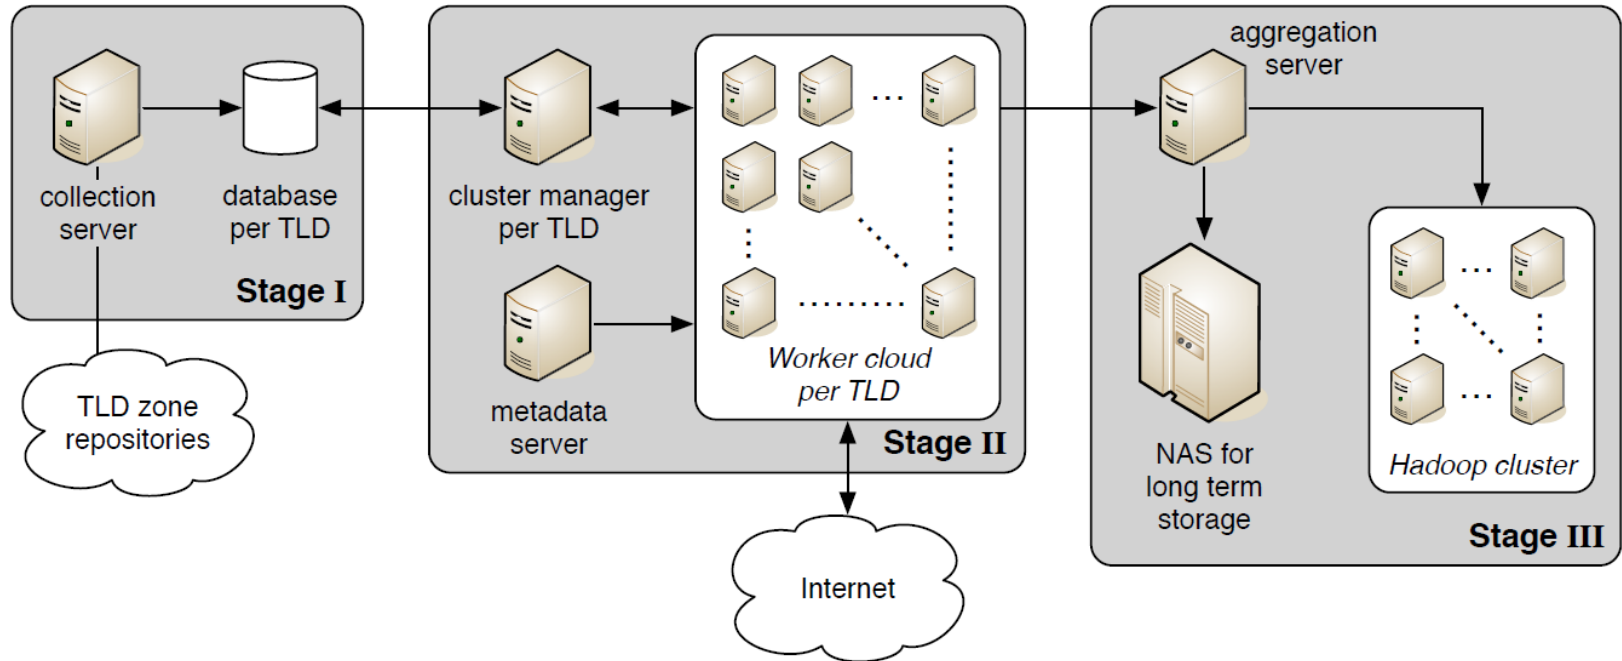 collection
server
database
per TLD
Stage I
TLD zone
repositories
cluster manager
per TLD
metadata
server
Worker cloud
per TLD
Stage II
Internet
aggregation
server
NAS for
long term
storage
Hadoop cluster
Stage III